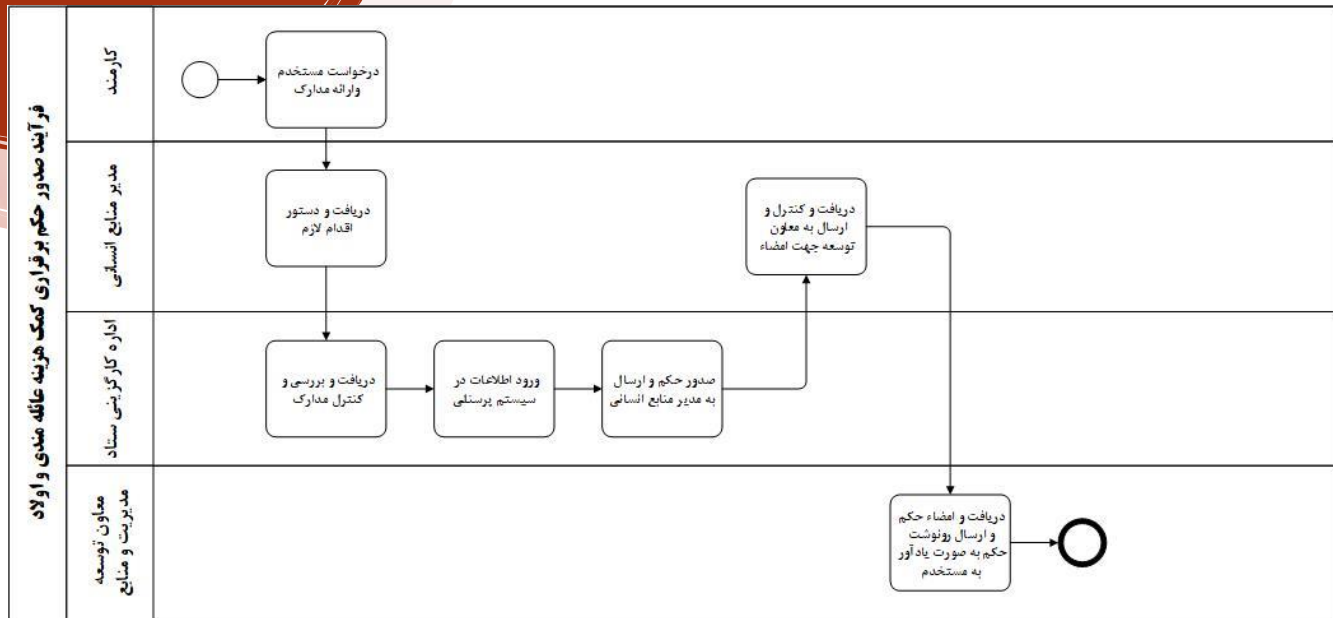 فرآیند صدور حکم برقراری کمک هزینه عائله مندی و اولاد
کارمند
درخواست مستخدم
وارائه مدارک
مدیر منابع انسانی
دریافت و دستور
اقدام لازم
دریافت و کنترل و
ارسال به معاون
توسعه جهت امضاء
اداره کارگزینی ستاد
دریافت و بررسی و
کنترل مدارک
ورود اطلاعات در
سیستم پرسنلی
صدور حکم و ارسال
به مدیر منابع انسانی
معاون توسعه
مدیریت و منابع
دریافت و امضاء حکم
و ارسال رونوشت
حکم به صورت یادآور
به مستخدم